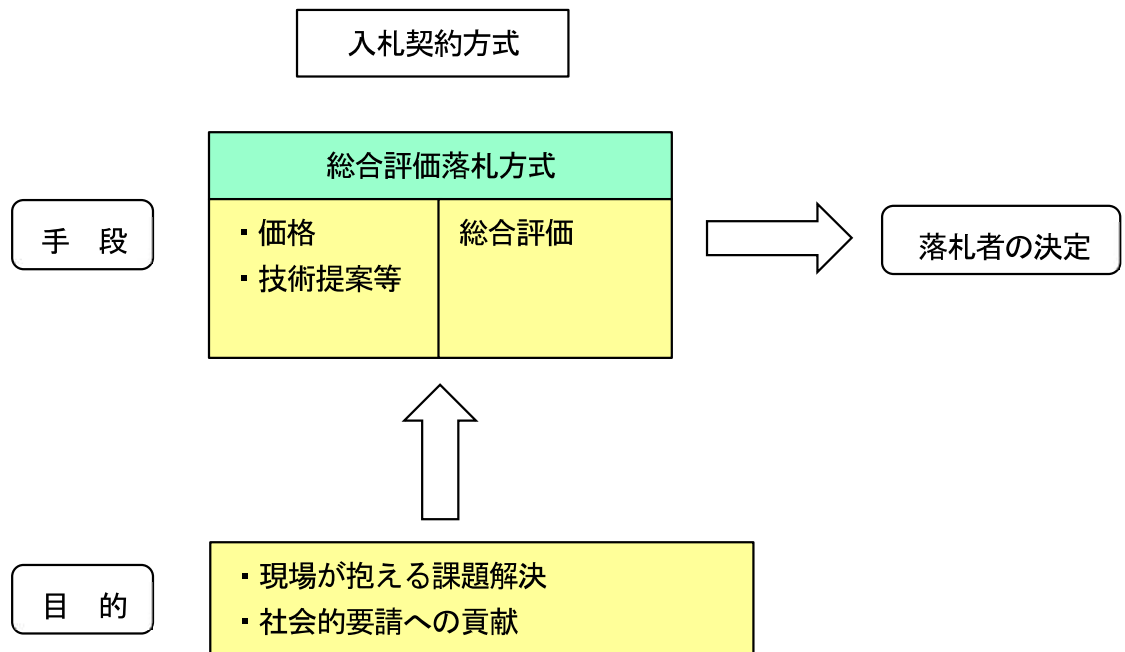 入札契約方式
総合評価落札方式
手　段
・価格
・技術提案等
総合評価
落札者の決定
目　的
・現場が抱える課題解決
・社会的要請への貢献